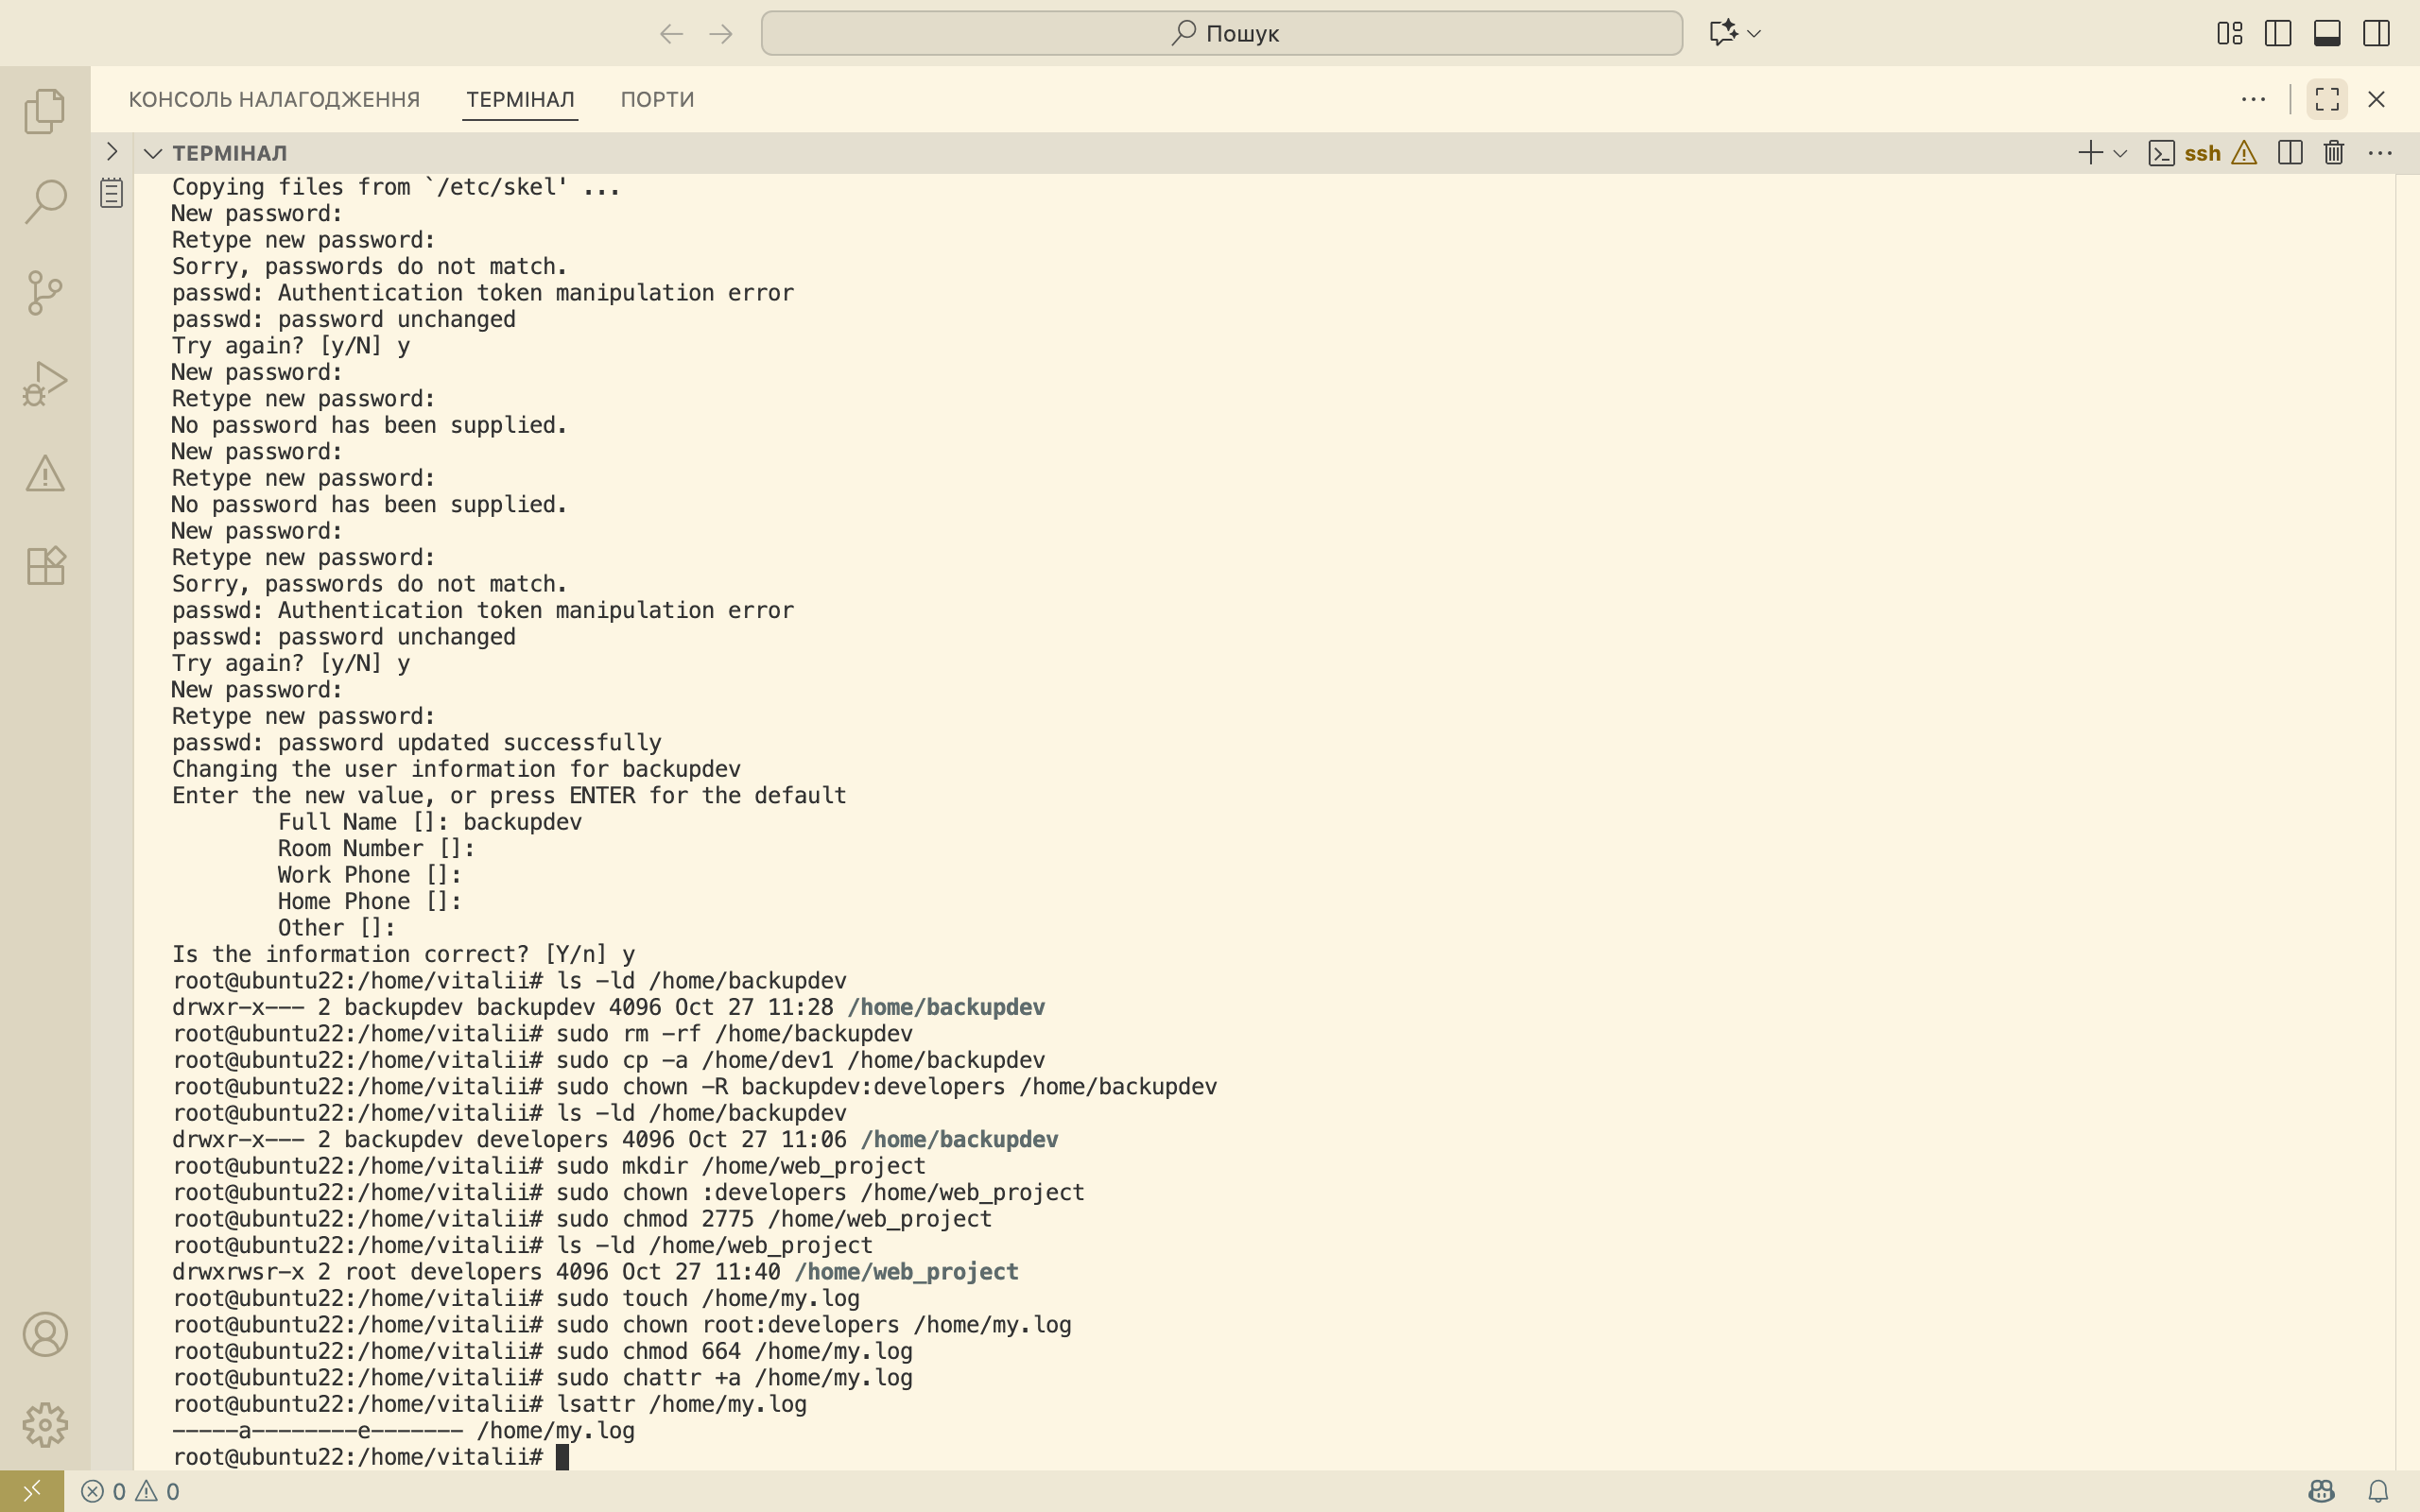 Пошук
КОНСОЛЬ НАЛАГОДЖЕННЯ ТЕРМІНАЛ ПОРТИ
ТЕРМІНАЛ ssh
Copying files from `/etc/skel' ...
New password:
Retype new password:
Sorry, passwords do not match.
passwd: Authentication token manipulation error
passwd: password unchanged
Try again? [y/N] y
New password:
Retype new password:
No password has been supplied.
New password:
Retype new password:
No password has been supplied.
New password:
Retype new password:
Sorry, passwords do not match.
passwd: Authentication token manipulation error
passwd: password unchanged
Try again? [y/N] y
New password:
Retype new password:
passwd: password updated successfully
Changing the user information for backupdev
Enter the new value, or press ENTER for the default
Full Name []: backupdev
Room Number []:
Work Phone []:
Home Phone []:
Other []:
Is the information correct? [Y/n] y
root@ubuntu22:/home/vitalii# ls -ld /home/backupdev
drwxr-x--- 2 backupdev backupdev 4096 Oct 27 11:28 /home/backupdev
root@ubuntu22:/home/vitalii# sudo rm -rf /home/backupdev
root@ubuntu22:/home/vitalii# sudo cp -a /home/dev1 /home/backupdev
root@ubuntu22:/home/vitalii# sudo chown -R backupdev:developers /home/backupdev
root@ubuntu22:/home/vitalii# ls -ld /home/backupdev
drwxr-x--- 2 backupdev developers 4096 Oct 27 11:06 /home/backupdev
root@ubuntu22:/home/vitalii# sudo mkdir /home/web_project
root@ubuntu22:/home/vitalii# sudo chown :developers /home/web_project
root@ubuntu22:/home/vitalii# sudo chmod 2775 /home/web_project
root@ubuntu22:/home/vitalii# ls -ld /home/web_project
drwxrwsr-x 2 root developers 4096 Oct 27 11:40 /home/web_project
root@ubuntu22:/home/vitalii# sudo touch /home/my.log
root@ubuntu22:/home/vitalii# sudo chown root:developers /home/my.log
root@ubuntu22:/home/vitalii# sudo chmod 664 /home/my.log
root@ubuntu22:/home/vitalii# sudo chattr +a /home/my.log
root@ubuntu22:/home/vitalii# lsattr /home/my.log
-----a--------e------- /home/my.log
root@ubuntu22:/home/vitalii#
0 0